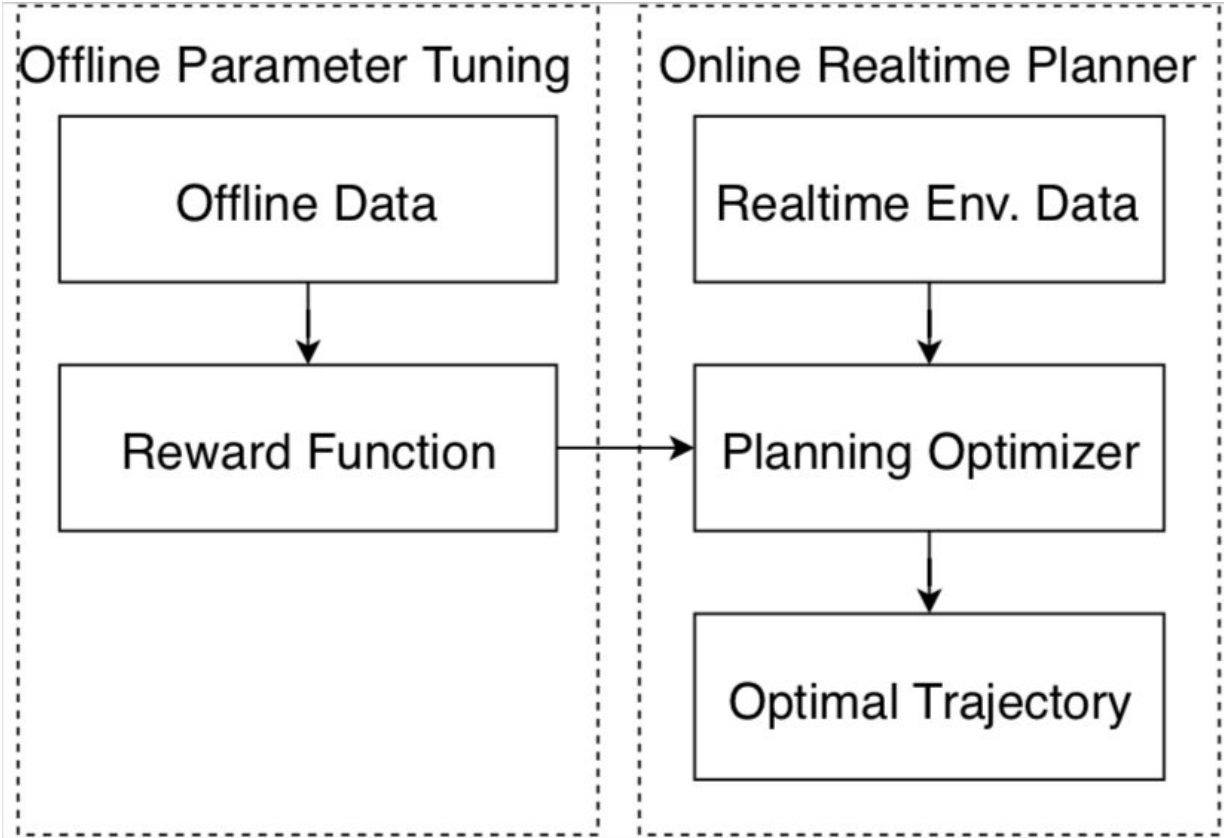 Offline Parameter Tuning
Offline Data
Reward Function
Online Realtime Planner
Realtime Env. Data
Planning Optimizer
Optimal Trajectory